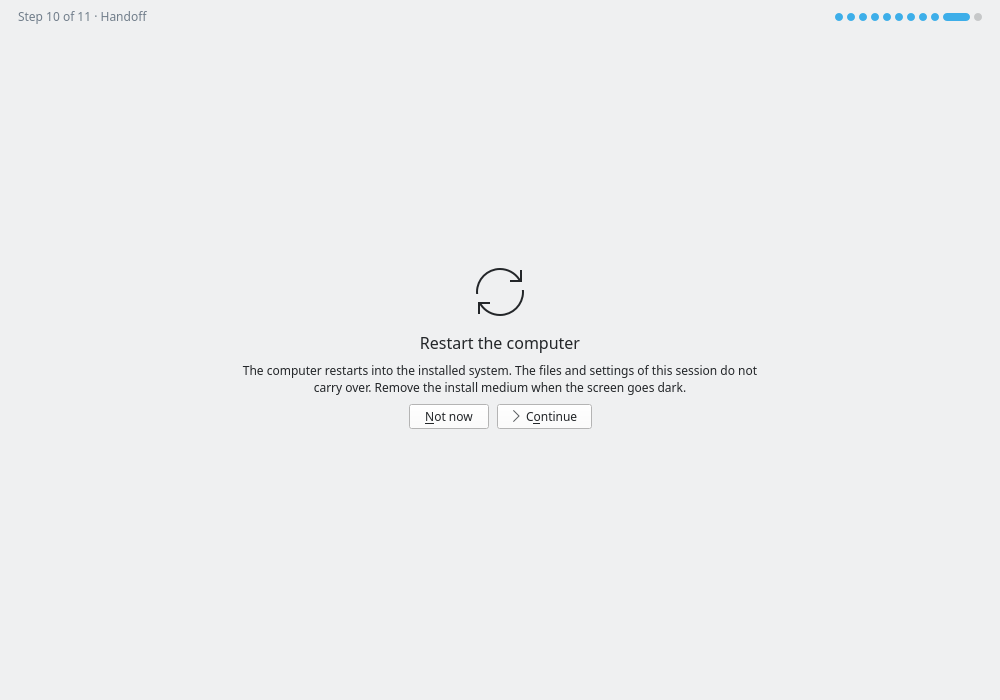 Step 10 of 11 · Handoff
Restart the computer
The computer restarts into the installed system. The files and settings of this session do not
carry over. Remove the install medium when the screen goes dark.
Not now
Continue